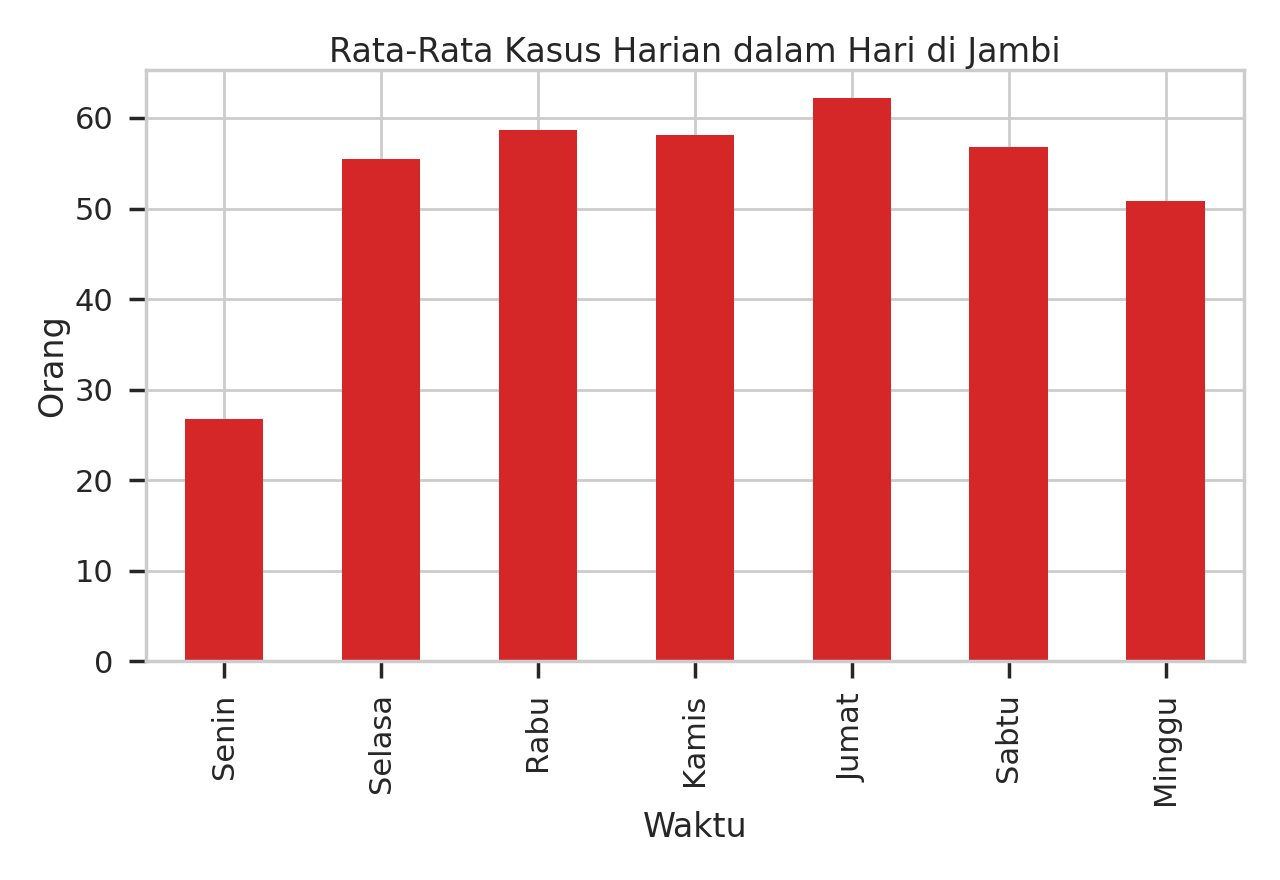 Rata-Rata Kasus Harian dalam Hari di Jambi
60
50
40
30
20
10
0
Orang
Senin
Selasa
Rabu
Kamis
Jumat
Sabtu
Minggu
Waktu